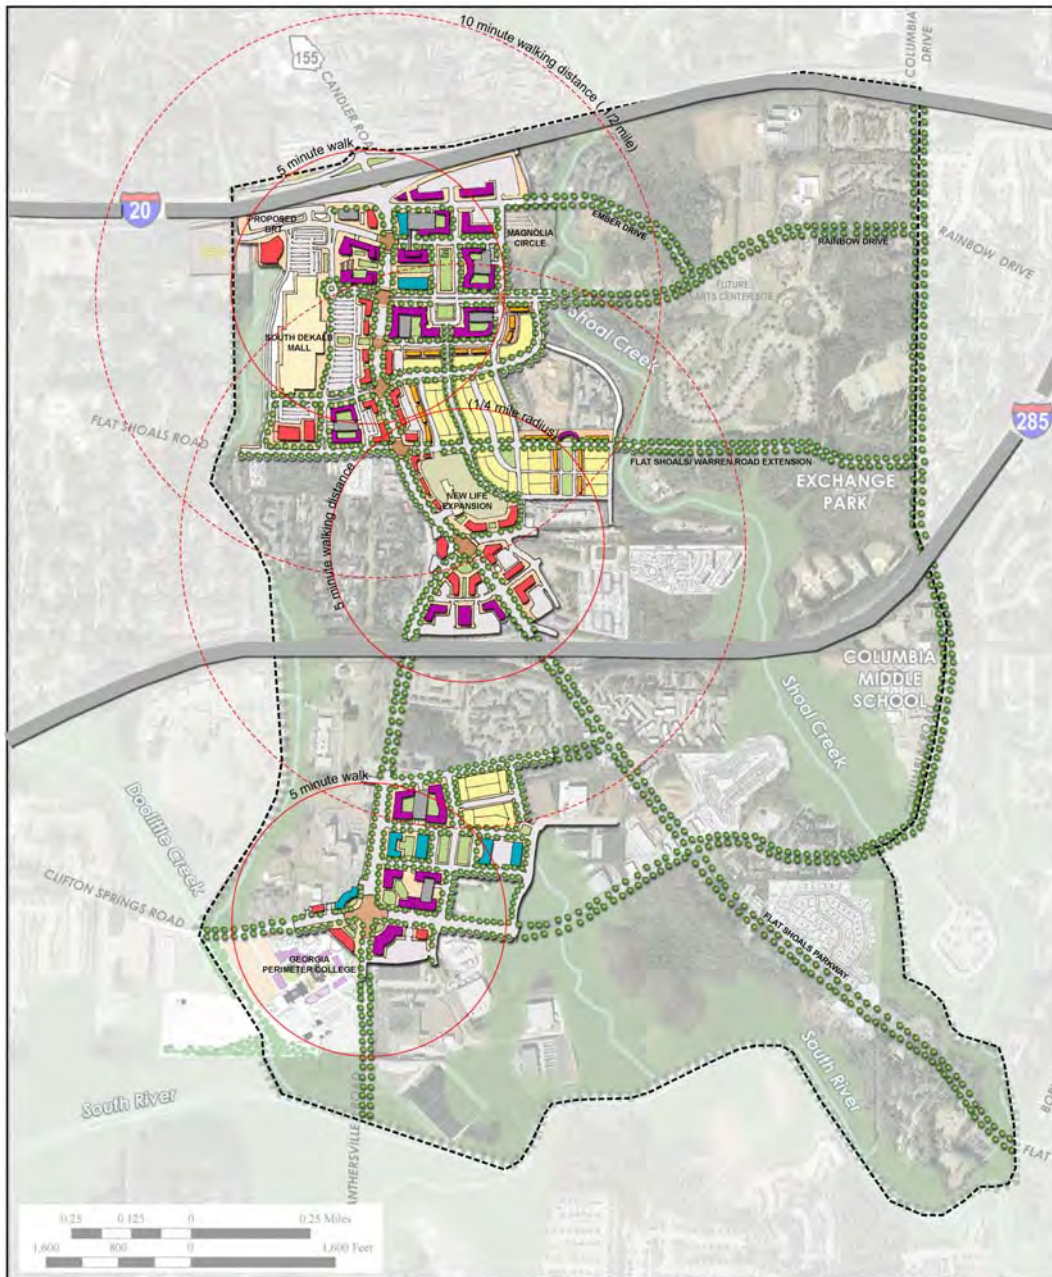 10 minute walking distance ( 1/2 mile)
COLUMBIA
DRIVE
155
CANDLER ROAD
5 minute walk
20
PROPOSED
BRT
MAGNOLIA
CIRCLE
EMBER DRIVE
RAINBOW DRIVE
RAINBOW DRIVE
FUTURE
ARTS CENTER SITE
Shoal Creek
SOUTH DEKALB
MALL
285
FLAT SHOALS ROAD
(1/4 mile radius)
FLAT SHOALS/ WARREN ROAD EXTENSION
EXCHANGE
PARK
5 minute walking distance
NEW LIFE
EXPANSION
COLUMBIA
MIDDLE
SCHOOL
Shoal Creek
5 minute walk
Doolittle Creek
CLIFTON SPRINGS ROAD
FLAT SHOALS PARKWAY
GEORGIA
PERIMETER COLLEGE
South River
South River
ANTHERSVILLE ROAD
FLAT
0.25 0.125 0 0.25 Miles
1,600 800 0 1,600 Feet